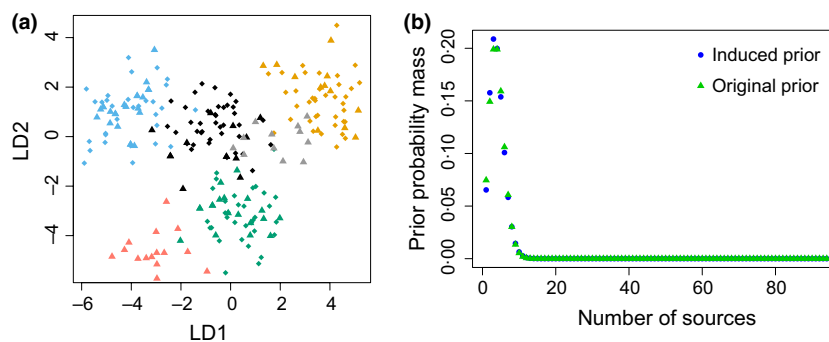 (a)
LD2
4
2
0
−2
−4
−6
−4
−2
0
2
4
LD1
(b)
Prior probability mass
0·20
0·15
0·10
0·05
0·00
Induced prior
Original prior
0
20
40
60
80
Number of sources